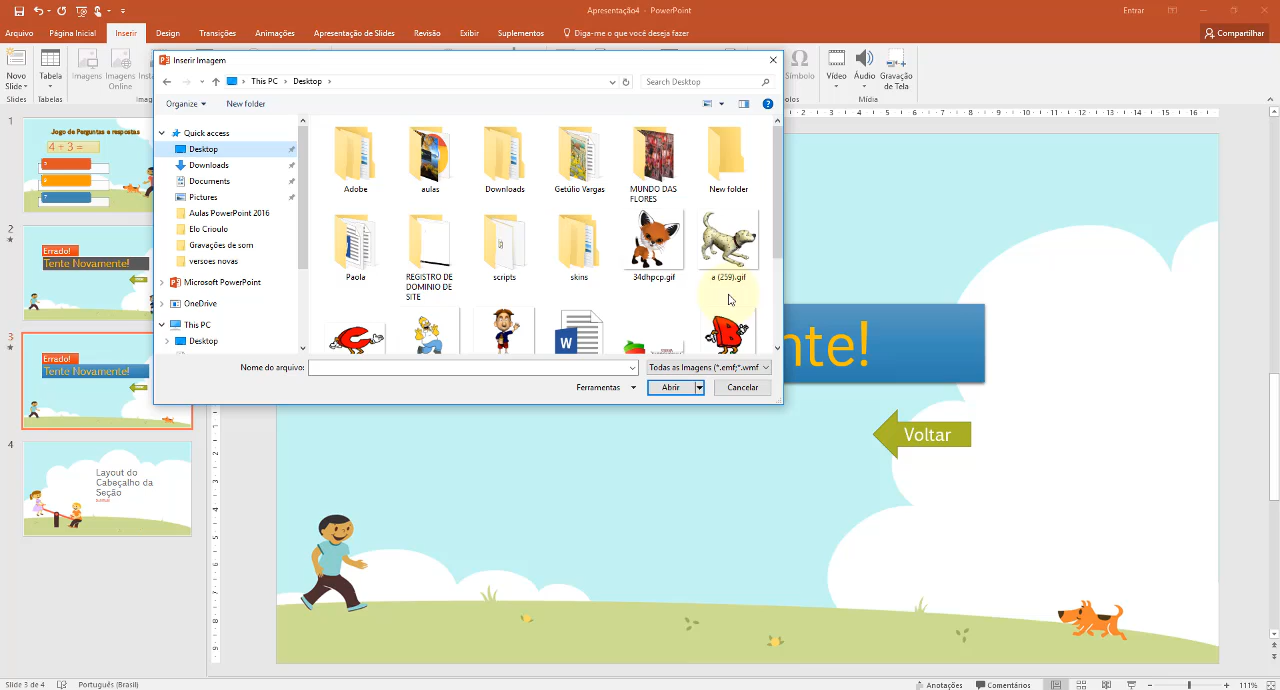 Apresentação4 - PowerPoint
Entrar
Arquivo
Página Inicial
Inserir
Design
Transições
Animações
Apresentação de Slides
Revisão
Exibir
Suplementos
Diga-me o que você deseja fazer
Compartilhar
Novo
Slide
Slides
Tabela
Tabelas
Imagens
Imagens
Online
Símbolo
Vídeo
Áudio
Gravação
de Tela
Mídia
Inserir Imagem
This PC
Desktop
Search Desktop
Organize
New folder
Quick access
Desktop
Downloads
Documents
Pictures
Aulas PowerPoint 2016
Elo Crioulo
Gravações de som
versoes novas
Microsoft PowerPoint
OneDrive
This PC
Desktop
Adobe
aulas
Downloads
Getúlio Vargas
MUNDO DAS
FLORES
New folder
Paola
REGISTRO DE
DOMINIO DE
SITE
scripts
skins
34dhpcp.gif
a (259).gif
Nome do arquivo:
Todas as Imagens (*.emf;*.wmf
Ferramentas
Abrir
Cancelar
1
Jogo de Perguntas e respostas
4 + 3 =
2
Errado!
Tente Novamente!
3
Errado!
Tente Novamente!
4
Layout do
Cabeçalho da
Seção
nte!
Voltar
Slide 3 de 4
Português (Brasil)
Anotações
Comentários
111%